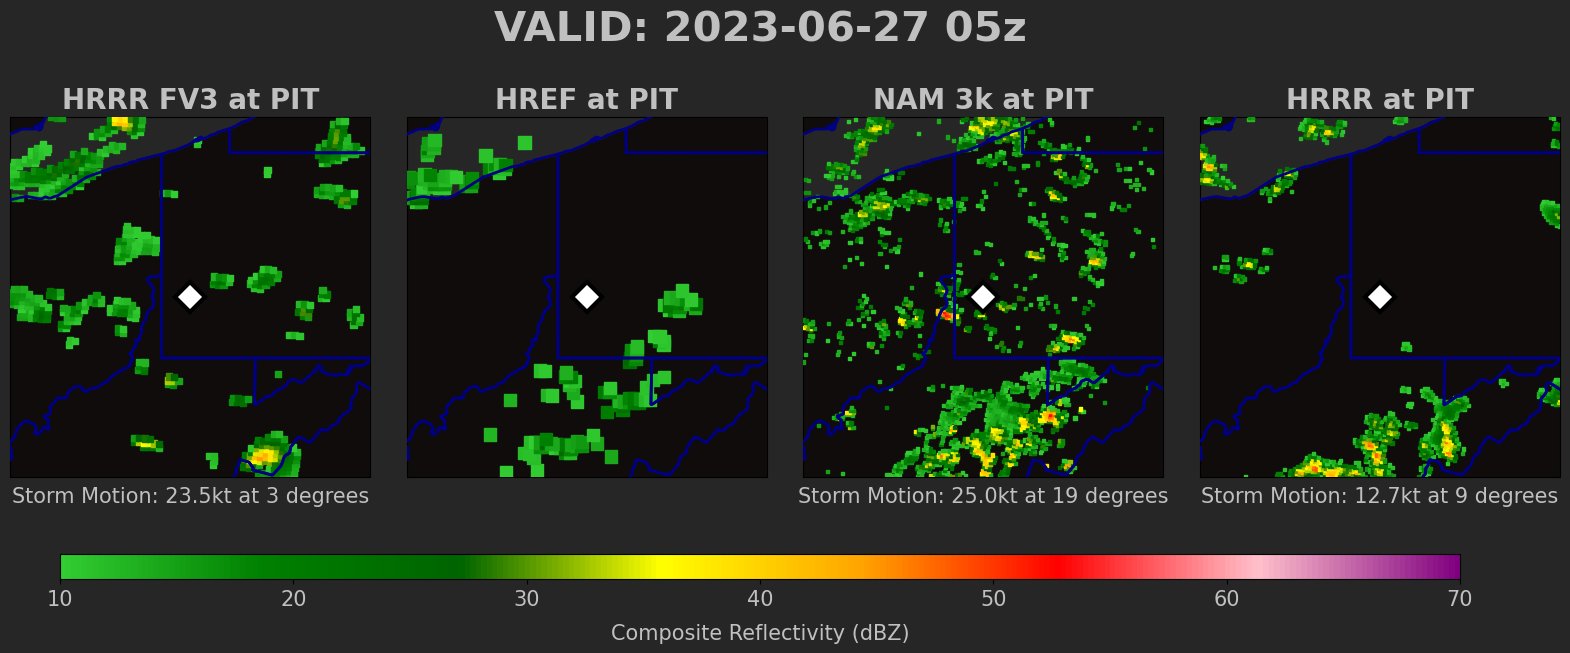 VALID: 2023-06-27 05z
HRRR FV3 at PIT
HREF at PIT
NAM 3k at PIT
HRRR at PIT
Storm Motion: 23.5kt at 3 degrees
Storm Motion: 25.0kt at 19 degrees
Storm Motion: 12.7kt at 9 degrees
10 20 30 40 50 60 70
Composite Reflectivity (dBZ)